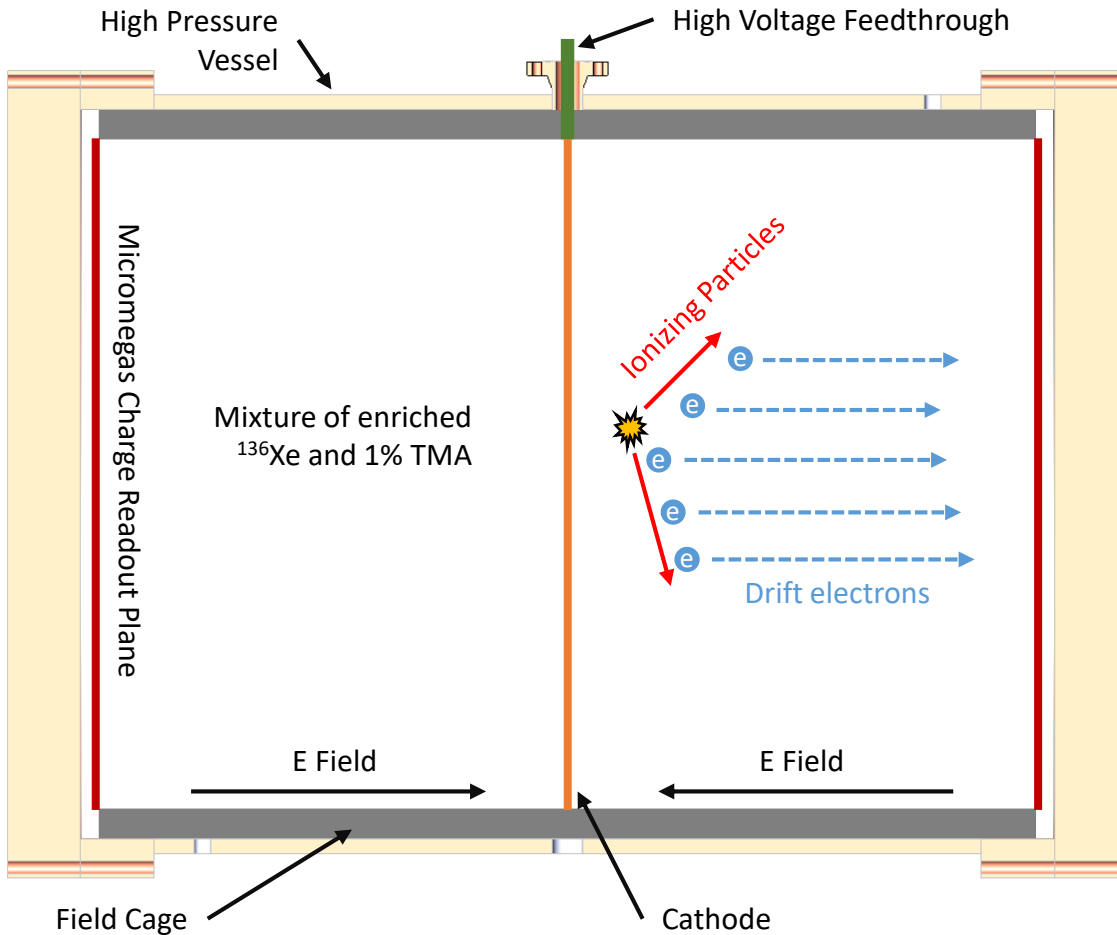 High Pressure
Vessel
High Voltage Feedthrough
Micromegas Charge Readout Plane
Mixture of enriched
¹³⁶Xe and 1% TMA
Ionizing Particles
e
e
e
e
e
Drift electrons
E Field
E Field
Field Cage
Cathode